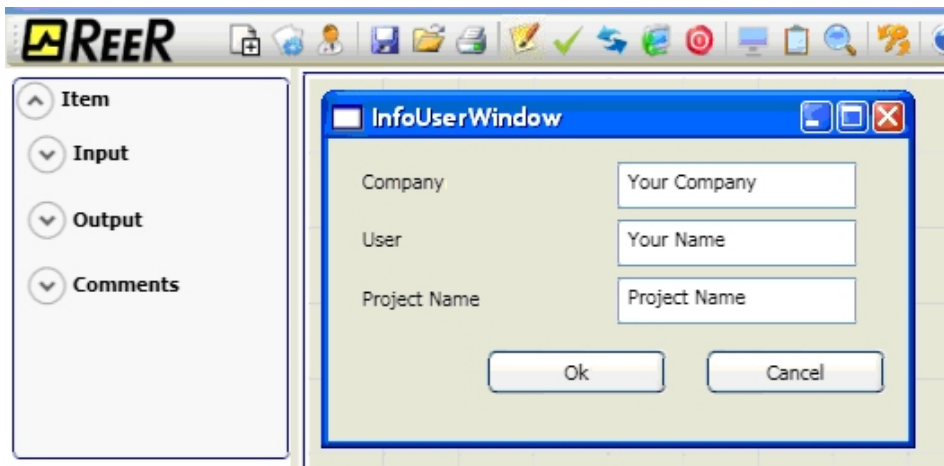 REER
Item
Input
Output
Comments
InfoUserWindow
Company
Your Company
User
Your Name
Project Name
Project Name
Ok
Cancel